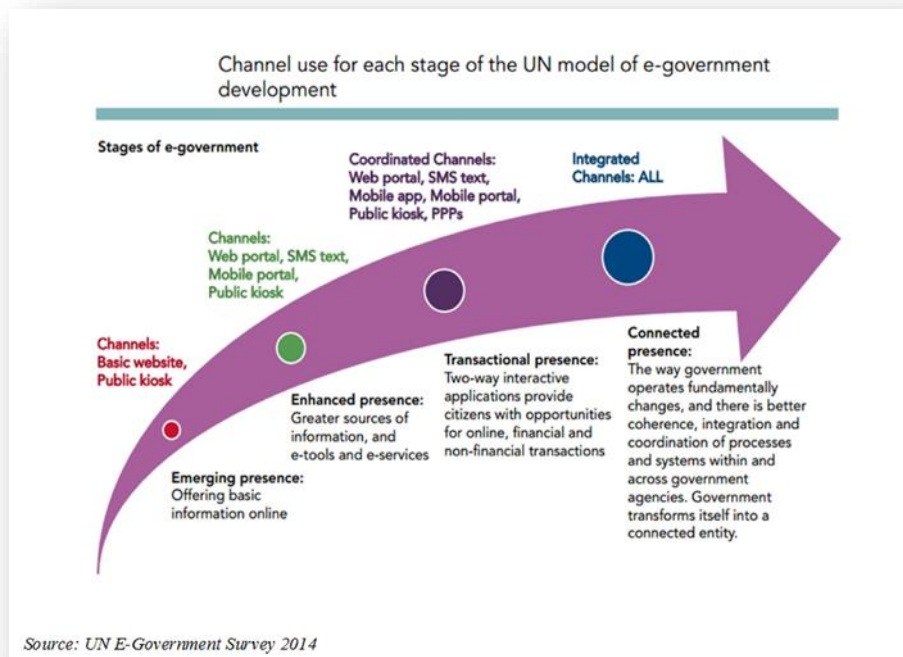 Channel use for each stage of the UN model of e-government
development
Stages of e-government
Channels:
Basic website,
Public kiosk
Emerging presence:
Offering basic
information online
Channels:
Web portal, SMS text,
Mobile portal,
Public kiosk
Enhanced presence:
Greater sources of
information, and
e-tools and e-services
Coordinated Channels:
Web portal, SMS text,
Mobile app, Mobile portal,
Public kiosk, PPPs
Transactional presence:
Two-way interactive
applications provide
citizens with opportunities
for online, financial and
non-financial transactions
Integrated
Channels: ALL
Connected
presence:
The way government
operates fundamentally
changes, and there is better
coherence, integration and
coordination of processes
and systems within and
across government
agencies. Government
transforms itself into a
connected entity.
Source: UN E-Government Survey 2014